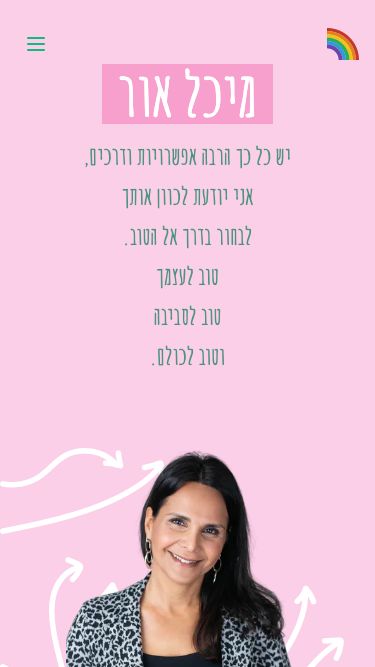 מיכל אור
יש כל כך הרבה אפשרויות ודרכים,
אני יודעת לכוון אותך
לבחור בדרך אל הטוב.
טוב לעצמך
טוב לסביבה
וטוב לכולם.